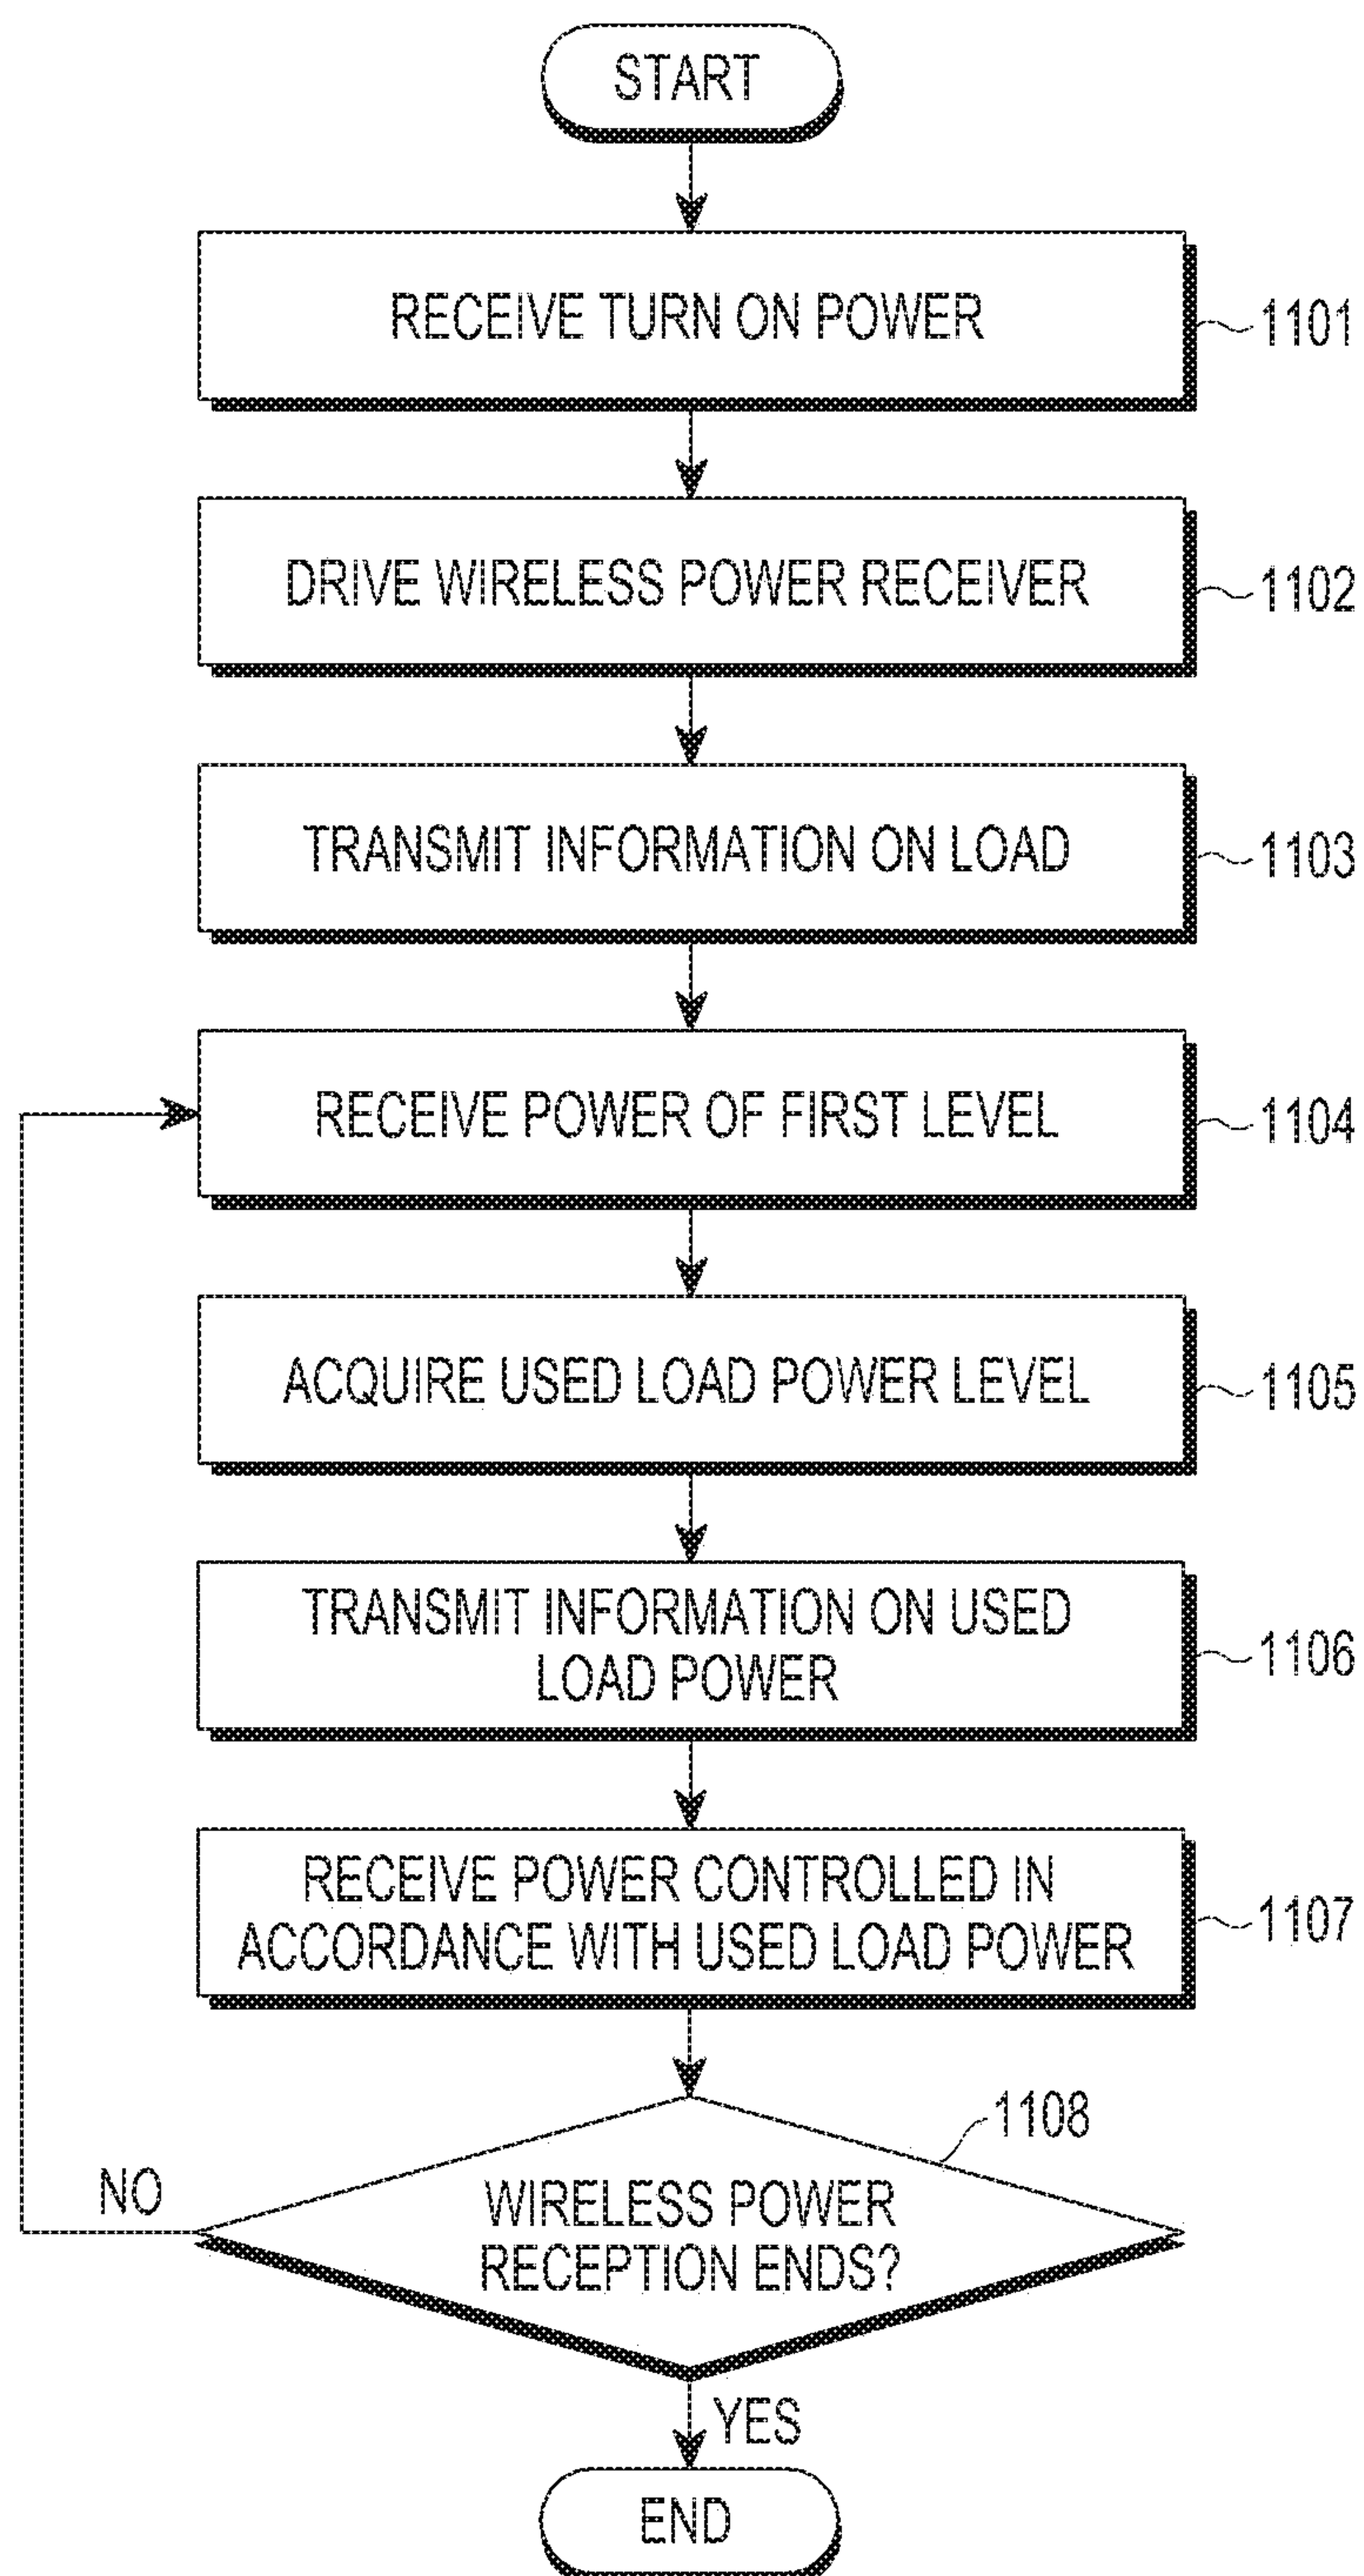 START
RECEIVE TURN ON POWER
1101
DRIVE WIRELESS POWER RECEIVER
1102
TRANSMIT INFORMATION ON LOAD
1103
RECEIVE POWER OF FIRST LEVEL
1104
ACQUIRE USED LOAD POWER LEVEL
1105
TRANSMIT INFORMATION ON USED
LOAD POWER
1106
RECEIVE POWER CONTROLLED IN
ACCORDANCE WITH USED LOAD POWER
1107
1108
NO
WIRELESS POWER
RECEPTION ENDS?
YES
END